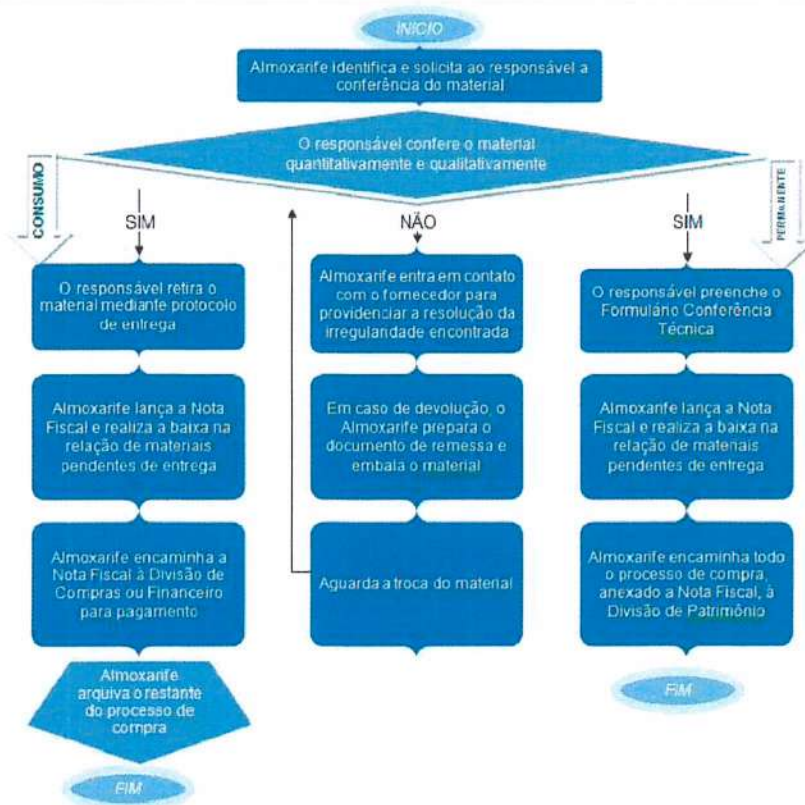 INÍCIO
Almoxarife identifica e solicita ao responsável a
conferência do material
O responsável confere o material
quantitativamente e qualitativamente
CONSUMO
SIM
NÃO
SIM
PERMANENTE
O responsável retira o
material mediante protocolo
de entrega
Almoxarife lança a Nota
Fiscal e realiza a baixa na
relação de materiais
pendentes de entrega
Almoxarife encaminha a
Nota Fiscal à Divisão de
Compras ou Financeiro
para pagamento
Almoxarife
arquiva o restante
do processo de
compra
FIM
Almoxarife entra em contato
com o fornecedor para
providenciar a resolução da
irregularidade encontrada
Em caso de devolução, o
Almoxarife prepara o
documento de remessa e
embala o material
Aguarda a troca do material
O responsável preenche o
Formulário Conferência
Técnica
Almoxarife lança a Nota
Fiscal e realiza a baixa na
relação de materiais
pendentes de entrega
Almoxarife encaminha todo
o processo de compra,
anexado a Nota Fiscal, à
Divisão de Patrimônio
FIM